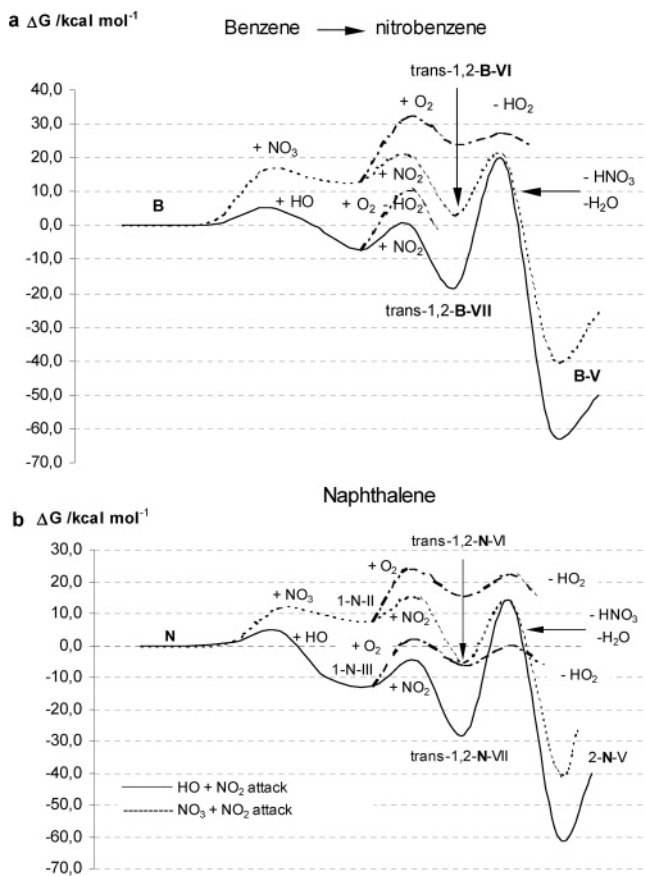 a ΔG /kcal mol⁻¹
Benzene → nitrobenzene
trans-1,2-B-VI
40,0
30,0
20,0
10,0
0,0
-10,0
-20,0
-30,0
-40,0
-50,0
-60,0
-70,0
+ O₂
- HO₂
+ NO₃
+ NO₂
- HNO₃
B
+ HO
+ O₂ - HO₂
-H₂O
+ NO₂
trans-1,2-B-VII
B-V
Naphthalene
b ΔG /kcal mol⁻¹
trans-1,2-N-VI
30,0
20,0
10,0
0,0
-10,0
-20,0
-30,0
-40,0
-50,0
-60,0
-70,0
+ O₂
- HO₂
+ NO₃
1-N-II
+ NO₂
- HNO₃
N
+ HO
+ O₂
-H₂O
1-N-III
+ NO₂
- HO₂
trans-1,2-N-VII
2-N-V
HO + NO₂ attack
NO₃ + NO₂ attack